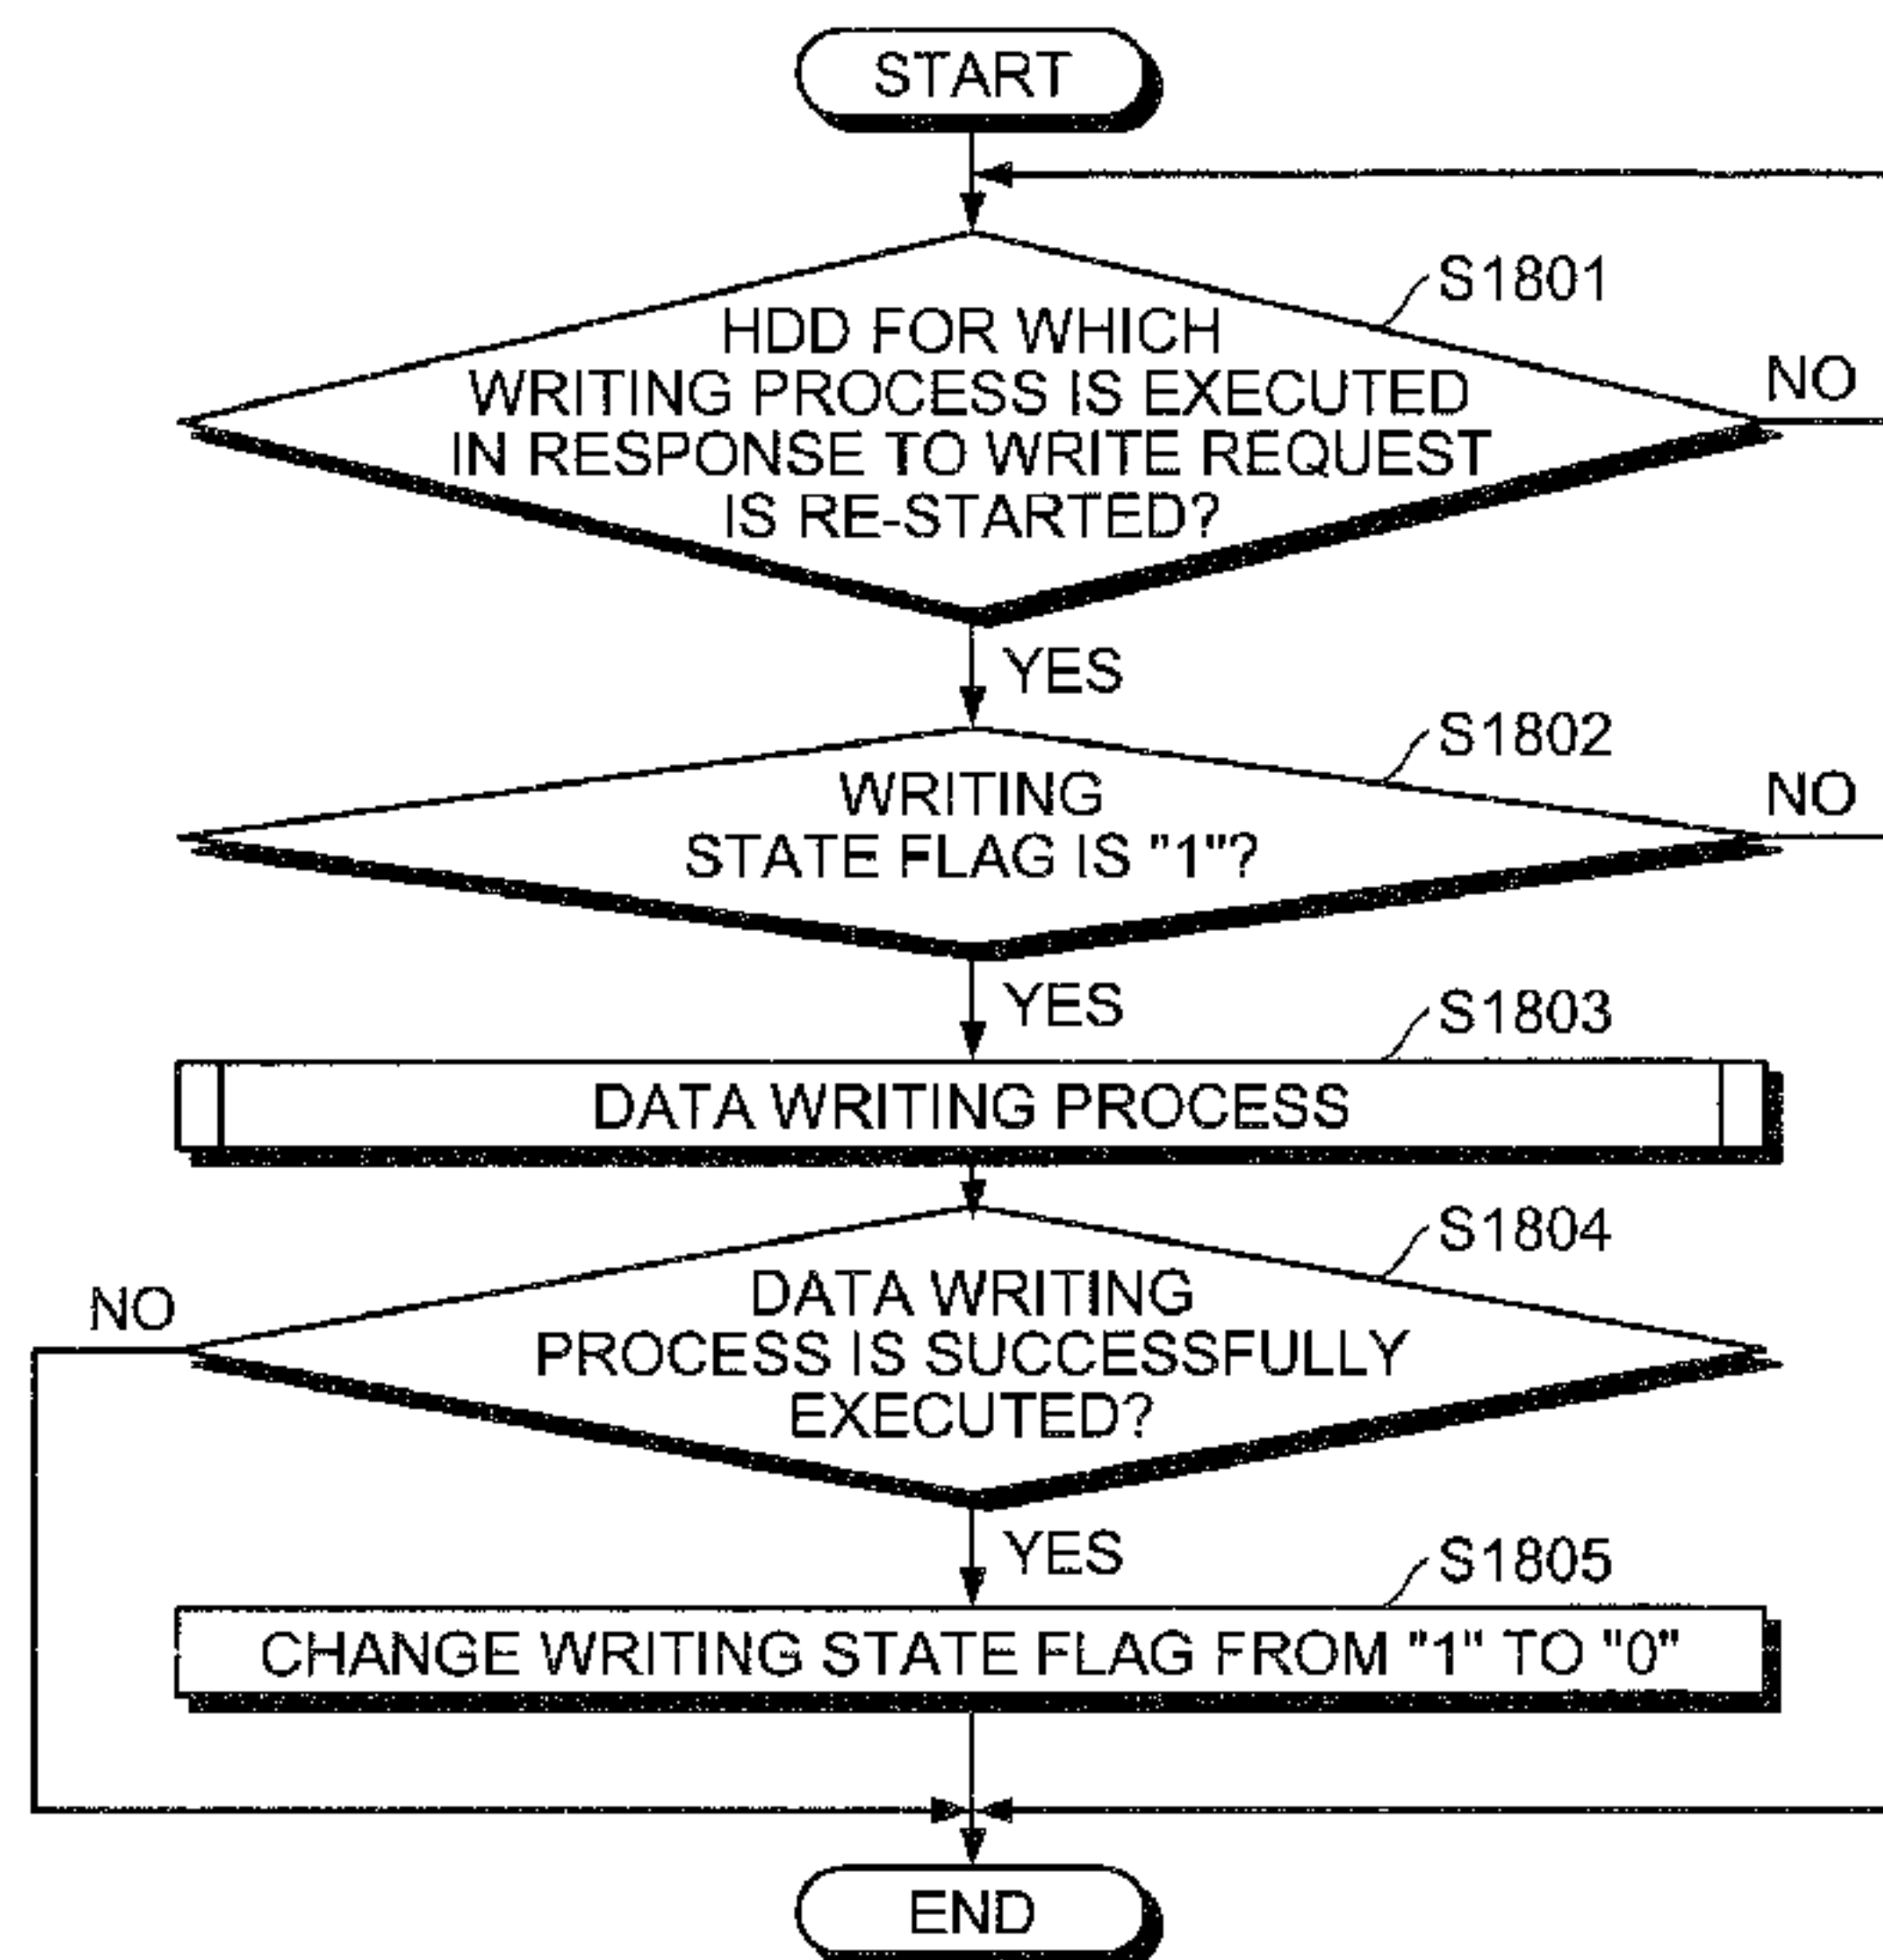 START
S1801
HDD FOR WHICH
WRITING PROCESS IS EXECUTED
IN RESPONSE TO WRITE REQUEST
IS RE-STARTED?
NO
YES
S1802
WRITING
STATE FLAG IS "1"?
NO
YES
S1803
DATA WRITING PROCESS
S1804
DATA WRITING
PROCESS IS SUCCESSFULLY
EXECUTED?
NO
YES
S1805
CHANGE WRITING STATE FLAG FROM "1" TO "0"
END